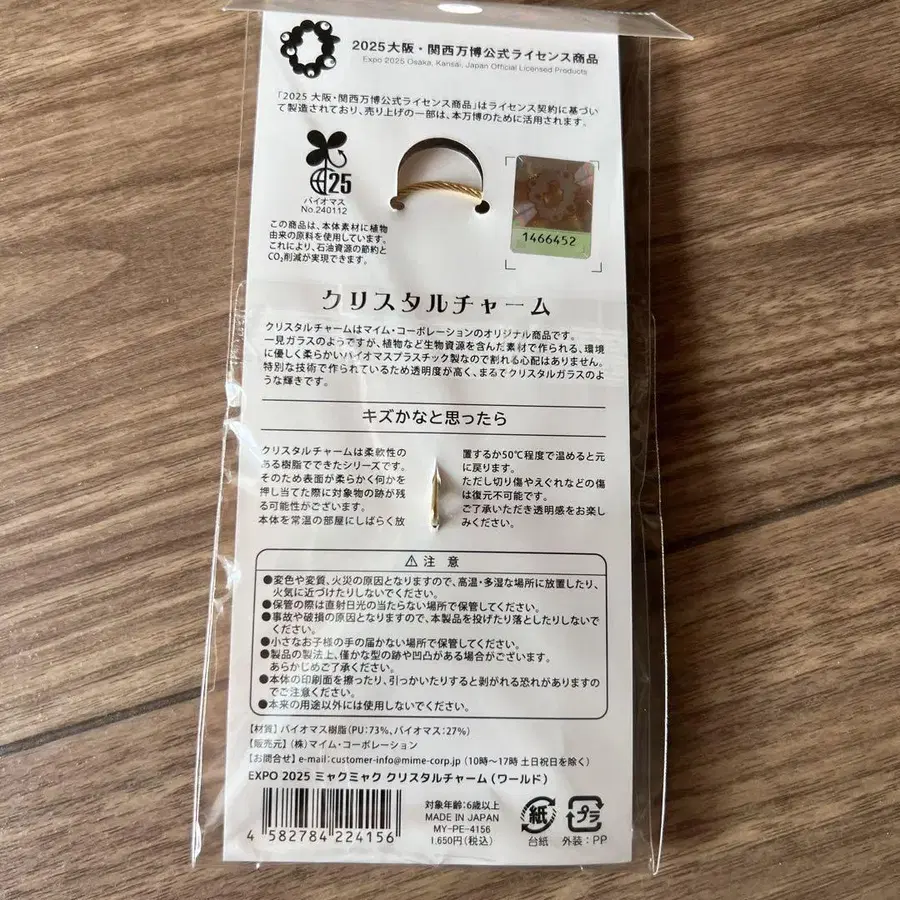 2025大阪・関西万博公式ライセンス商品
Expo 2025 Osaka, Kansai, Japan Official Licensed Products
「2025 大阪・関西万博公式ライセンス商品」はライセンス契約に基づい
て製造されており、売り上げの一部は、本万博のために活用されます。
25
バイオマス
No.240112
1466452
この商品は、本体素材に植物
由来の原料を使用しています。
これにより、石油資源の節約と
CO₂削減が実現できます。
クリスタルチャーム
クリスタルチャームはマイム・コーポレーションのオリジナル商品です。
一見ガラスのようですが、植物など生物資源を含んだ素材で作られる、環境
に優しく柔らかいバイオマスプラスチック製なので割れる心配はありません。
特別な技術で作られているため透明度が高く、まるでクリスタルガラスのよ
うな輝きです。
キズかなと思ったら
クリスタルチャームは柔軟性の
ある樹脂でできたシリーズです。
そのため表面が柔らかく何かを
押し当てた際に対象物の跡が残
る可能性がございます。
本体を常温の部屋にしばらく放
置するか50℃程度で温めると元
に戻ります。
ただし切り傷やえぐれなどの傷
は復元不可能です。
ご了承いただき透明感をお楽し
みください。
⚠注意
●変色や変質、火災の原因となりますので、高温・多湿な場所に放置したり、
火気に近づけたりしないでください。
●保管の際は直射日光の当たらない場所で保管してください。
●事故や破損の原因となりますので、本製品を投げたり落としたりしないで
ください。
●小さなお子様の手の届かない場所で保管してください。
●製品の製法上、僅かな型の跡や凹凸がある場合がございます。
あらかじめご了承ください。
●本体の印刷面を擦ったり、引っかいたりすると剥がれる恐れがありますの
でご注意ください。
●本来の用途以外には使用しないでください。
【材質】バイオマス樹脂(PU:73%、バイオマス:27%)
【販売元】(株)マイム・コーポレーション
【お問合せ】e-mail:customer-info@mime-corp.jp (10時〜17時 土日祝日を除く)
EXPO 2025 ミャクミャク クリスタルチャーム(ワールド)
4 582784 224156
対象年齢:6歳以上
MADE IN JAPAN
MY-PE-4156
1,650円(税込)
紙
台紙
プラ
外装:PP